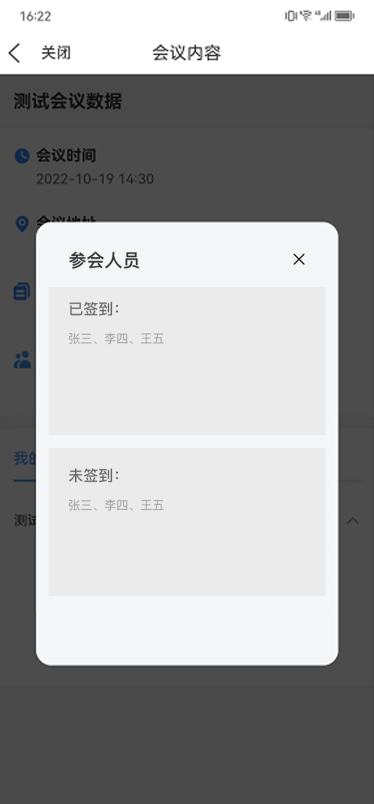 16:22
关闭 会议内容
测试会议数据
会议时间
2022-10-19 14:30
会议地址
参会人员
已签到：
张三、李四、王五
我的
未签到：
张三、李四、王五
测试